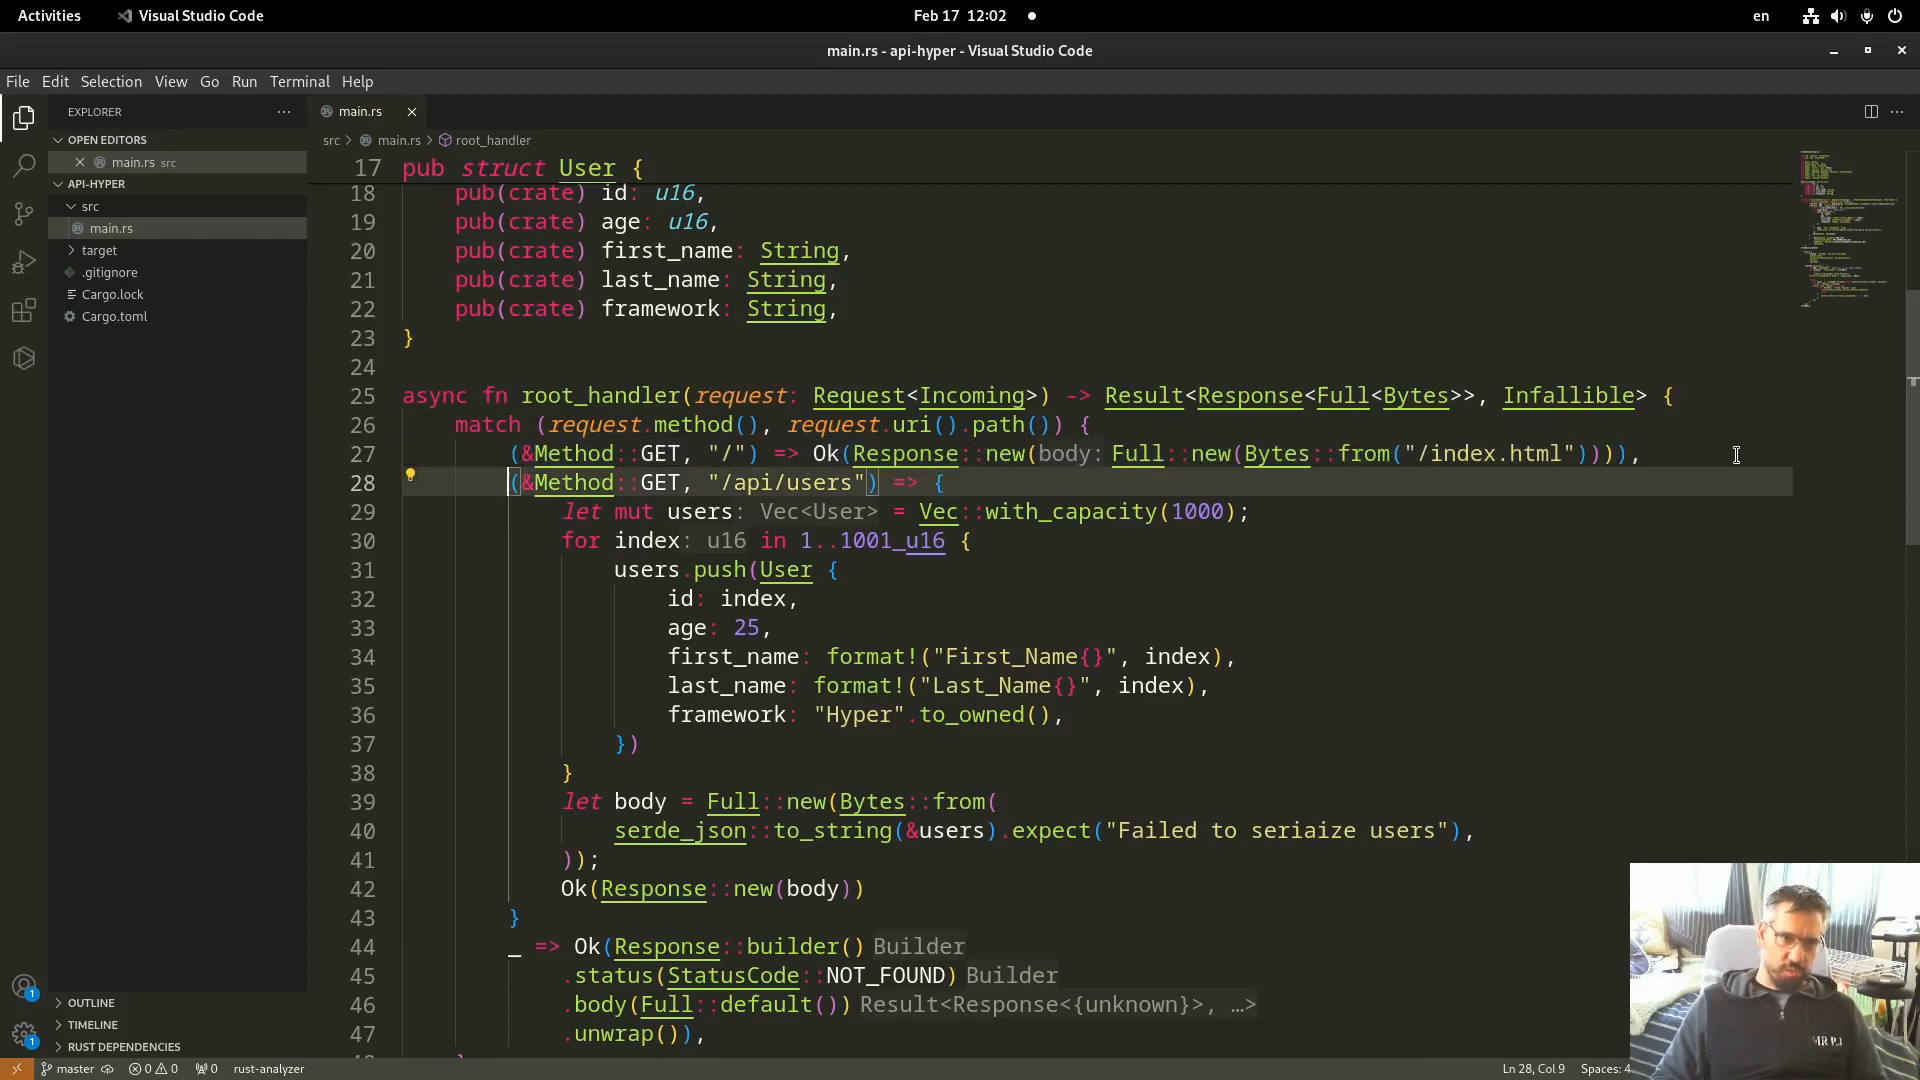 Activities Visual Studio Code Feb 17 12:02 en
main.rs - api-hyper - Visual Studio Code
File Edit Selection View Go Run Terminal Help
EXPLORER
OPEN EDITORS
main.rs src
API-HYPER
src
main.rs
target
.gitignore
Cargo.lock
Cargo.toml
OUTLINE
TIMELINE
RUST DEPENDENCIES
main.rs
src main.rs root_handler
17 pub struct User {
18 pub(crate) id: u16,
19 pub(crate) age: u16,
20 pub(crate) first_name: String,
21 pub(crate) last_name: String,
22 pub(crate) framework: String,
23 }
24
25 async fn root_handler(request: Request<Incoming>) -> Result<Response<Full<Bytes>>, Infallible> {
26 match (request.method(), request.uri().path()) {
27 (&Method::GET, "/") => Ok(Response::new(body: Full::new(Bytes::from("/index.html")))),
28 (&Method::GET, "/api/users") => {
29 let mut users: Vec<User> = Vec::with_capacity(1000);
30 for index: u16 in 1..1001_u16 {
31 users.push(User {
32 id: index,
33 age: 25,
34 first_name: format!("First_Name{}", index),
35 last_name: format!("Last_Name{}", index),
36 framework: "Hyper".to_owned(),
37 })
38 }
39 let body = Full::new(Bytes::from(
40 serde_json::to_string(&users).expect("Failed to seriaize users"),
41 ));
42 Ok(Response::new(body))
43 }
44 _ => Ok(Response::builder() Builder
45 .status(StatusCode::NOT_FOUND) Builder
46 .body(Full::default()) Result<Response<{unknown}>, …>
47 .unwrap()),
MR P.J
1
1
master 0 0 0 rust-analyzer Ln 28, Col 9 Spaces: 4